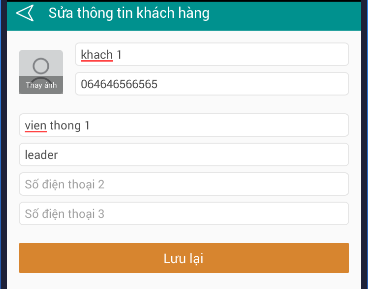 Sửa thông tin khách hàng
khach 1
Thay ảnh
064646566565
vien thong 1
leader
Số điện thoại 2
Số điện thoại 3
Lưu lại